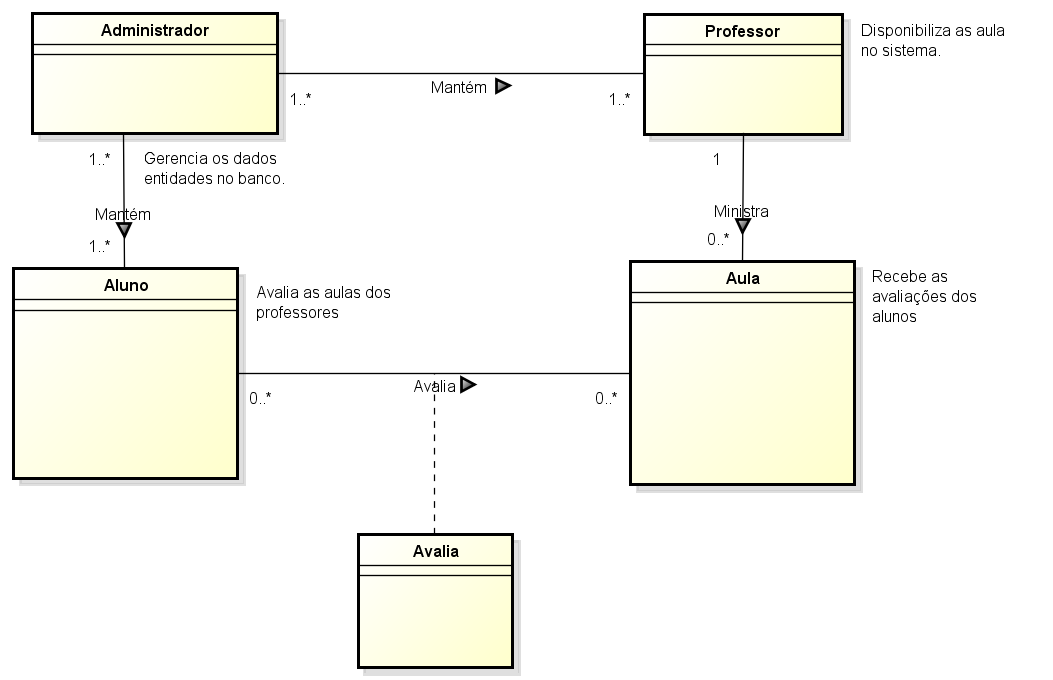 Administrador
Professor
Disponibiliza as aula
no sistema.
Mantém
1..*
1..*
1..*
Gerencia os dados
entidades no banco.
1
Mantém
Ministra
1..*
0..*
Aluno
Aula
Avalia as aulas dos
professores
Recebe as
avaliações dos
alunos
Avalia
0..*
0..*
Avalia